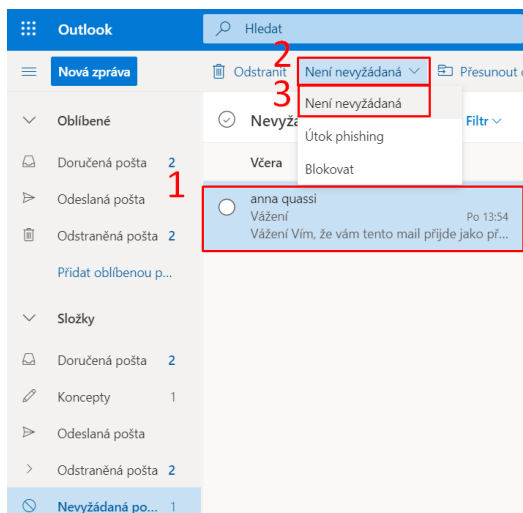 Outlook
Hledat
Nová zpráva
Odstranit
2
Není nevyžádaná
Přesunout
3
Není nevyžádaná
Útok phishing
Blokovat
Oblíbené
Filtr
Doručená pošta 2
Včera
1
Odeslaná pošta
anna quassi
Vážení
Po 13:54
Vážení Vím, že vám tento mail přijde jako př...
Odstraněná pošta 2
Přidat oblíbenou p...
Složky
Doručená pošta 2
Koncepty 1
Odeslaná pošta
Odstraněná pošta 2
Nevyžádaná po... 1